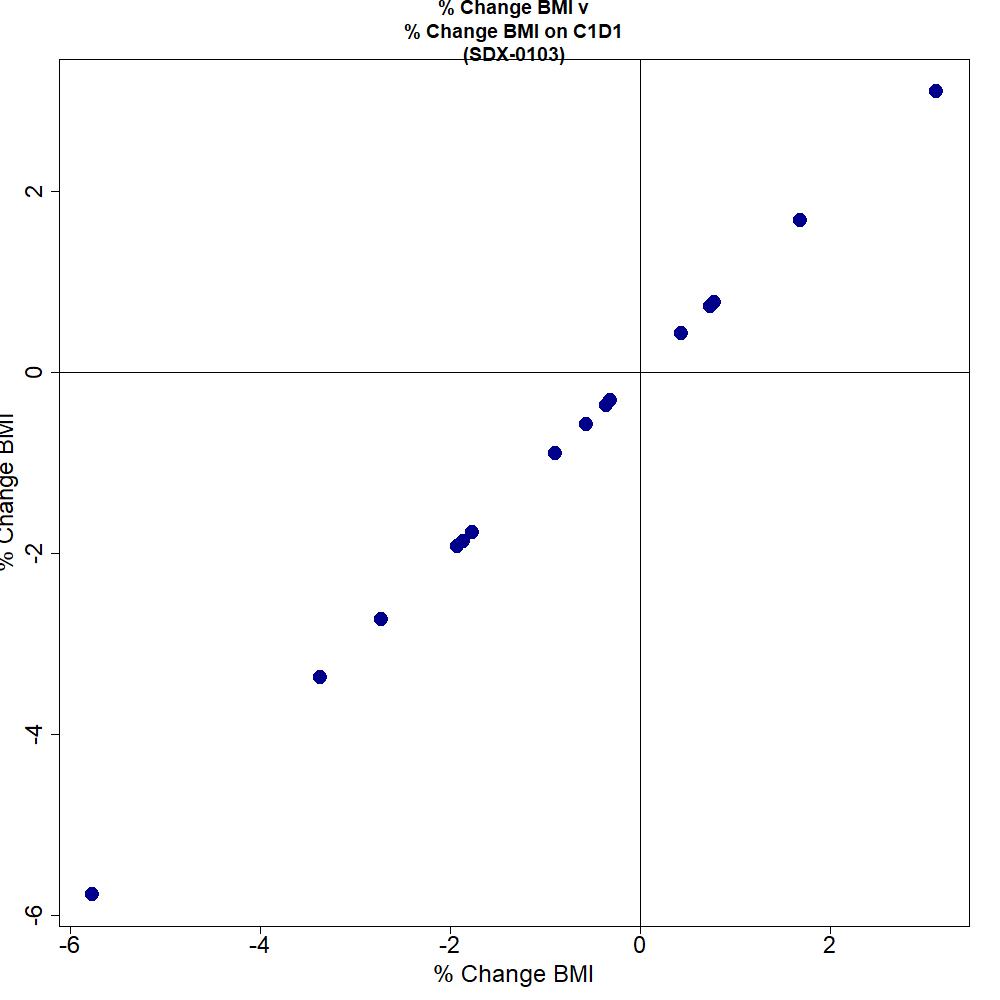 % Change BMI v
% Change BMI on C1D1
(SDX-0103)
2
0
-2
-4
-6
% Change BMI
-6
-4
-2
0
2
% Change BMI